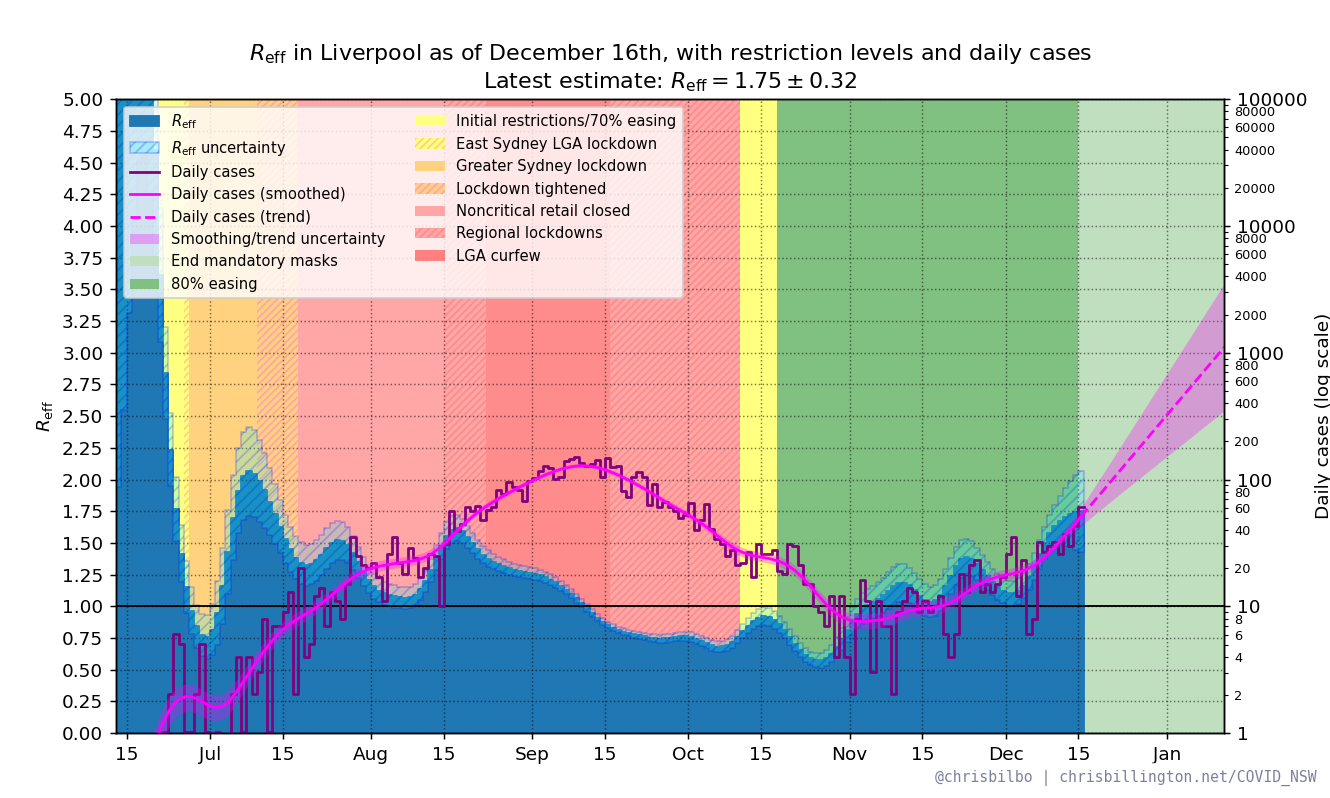 R_eff in Liverpool as of December 16th, with restriction levels and daily cases
Latest estimate: R_eff = 1.75 ± 0.32
R_eff
R_eff uncertainty
Daily cases
Daily cases (smoothed)
Daily cases (trend)
Smoothing/trend uncertainty
End mandatory masks
80% easing
Initial restrictions/70% easing
East Sydney LGA lockdown
Greater Sydney lockdown
Lockdown tightened
Noncritical retail closed
Regional lockdowns
LGA curfew
R_eff
5.00
4.75
4.50
4.25
4.00
3.75
3.50
3.25
3.00
2.75
2.50
2.25
2.00
1.75
1.50
1.25
1.00
0.75
0.50
0.25
0.00
15 Jul 15 Aug 15 Sep 15 Oct 15 Nov 15 Dec 15 Jan
100000
80000
60000
40000
20000
10000
8000
6000
4000
2000
1000
800
600
400
200
100
80
60
40
20
10
8
6
4
2
1
Daily cases (log scale)
@chrisbilbo | chrisbillington.net/COVID_NSW